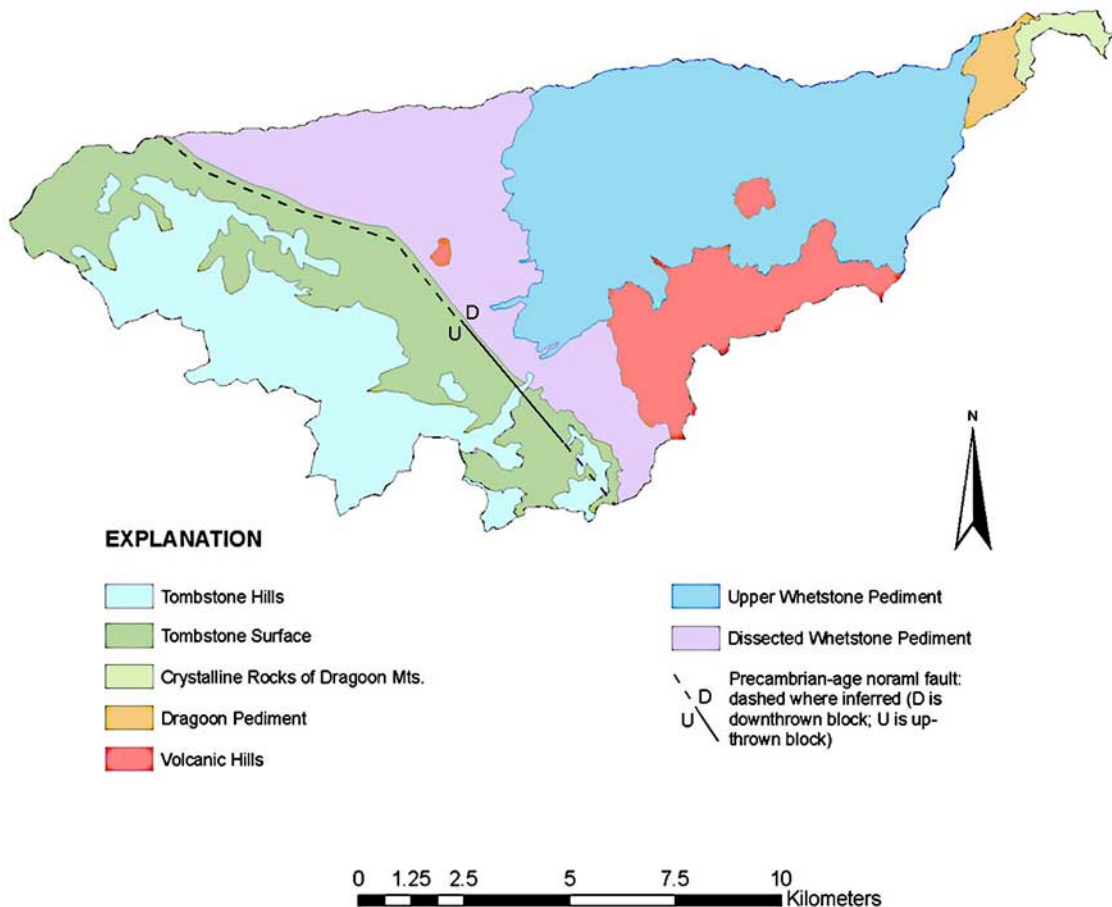 D
U
N
EXPLANATION
Tombstone Hills
Tombstone Surface
Crystalline Rocks of Dragoon Mts.
Dragoon Pediment
Volcanic Hills
Upper Whetstone Pediment
Dissected Whetstone Pediment
D
U
Precambrian-age noraml fault:
dashed where inferred (D is
downthrown block; U is up-
thrown block)
0 1.25 2.5 5 7.5 10
Kilometers